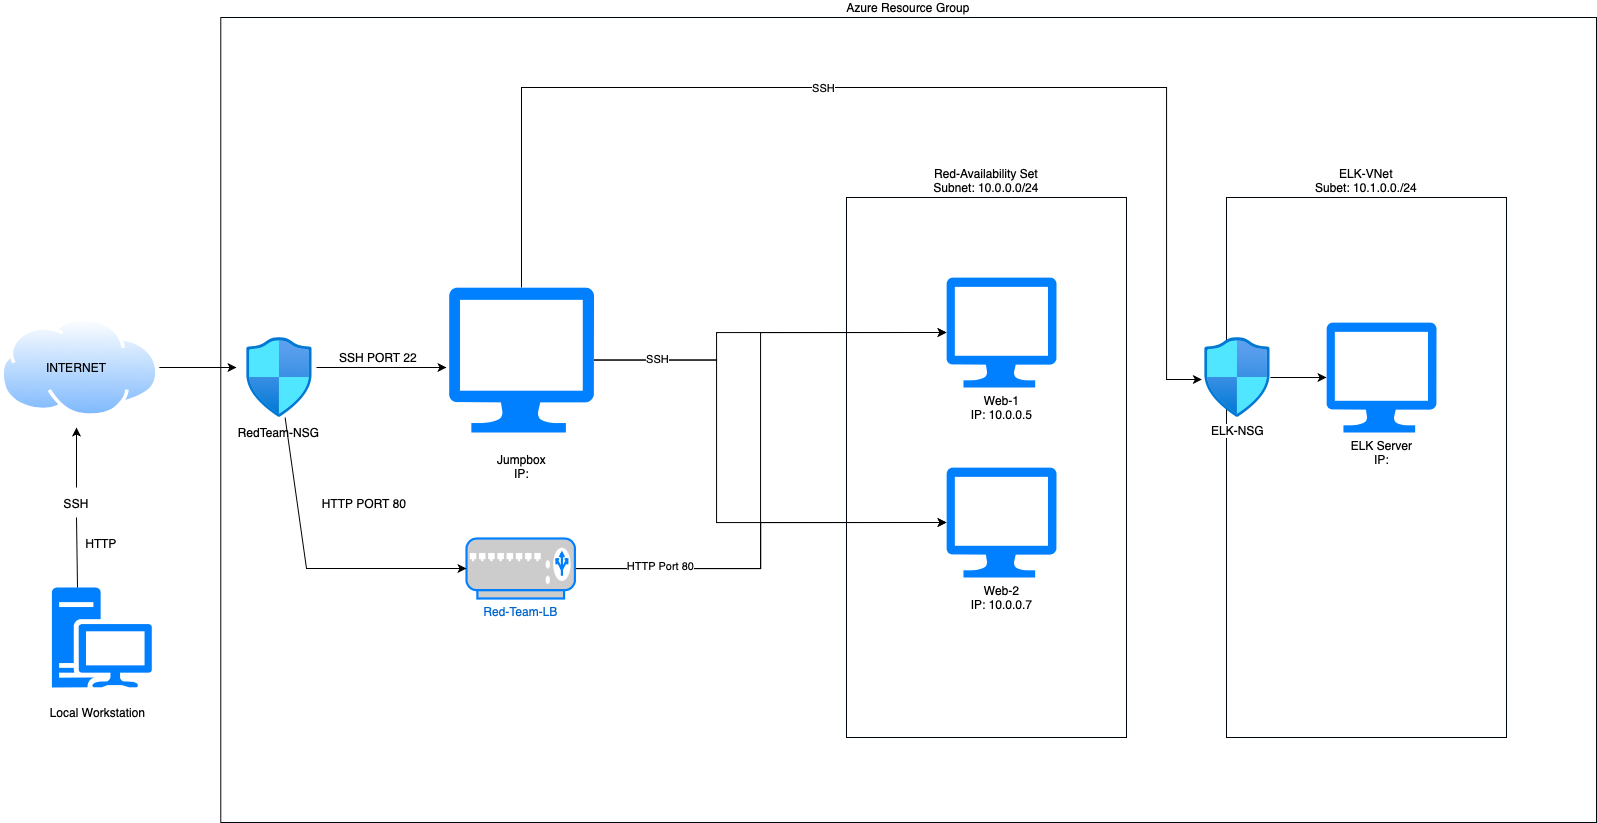 Azure Resource Group
SSH
Red-Availability Set
Subnet: 10.0.0.0/24
ELK-VNet
Subet: 10.1.0.0./24
INTERNET
SSH PORT 22
SSH
RedTeam-NSG
Jumpbox
IP:
Web-1
IP: 10.0.0.5
ELK-NSG
ELK Server
IP:
SSH
HTTP
HTTP PORT 80
HTTP Port 80
Red-Team-LB
Web-2
IP: 10.0.0.7
Local Workstation